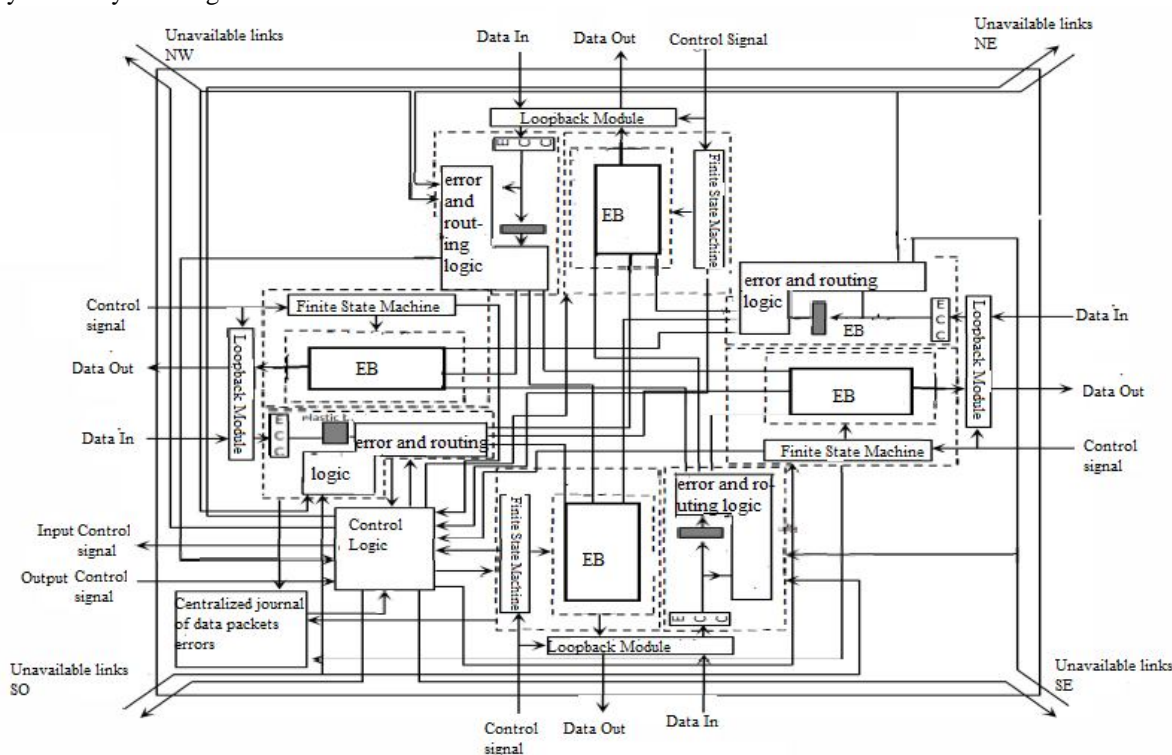 Unavailable links
NW
Data In
Data Out
Control Signal
Unavailable links
NE
Loopback Module
E C C
error
and
rout-
ing
logic
EB
Finite State Machine
error and routing
logic
EB
E C C
Loopback Module
Data In
Control
signal
Finite State Machine
Loopback Module
Data Out
EB
EB
Data Out
Data In
E C C
error and routing
logic
Finite State Machine
Control
signal
Input Control
signal
Output Control
signal
Control
Logic
Finite State Machine
EB
error and ro-
uting logic
E C C
Centralized journal
of data packets
errors
Loopback Module
Unavailable links
SO
Unavailable links
SE
Control
signal
Data Out
Data In